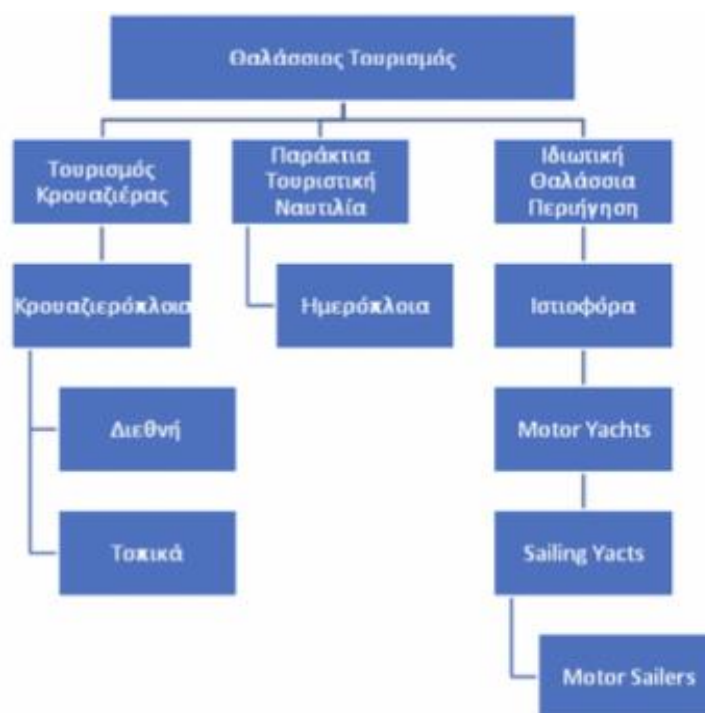 Θαλάσσιος Τουρισμός
Τουρισμός
Κρουαζιέρας
Παράκτια
Τουριστική
Ναυτιλία
Ιδιωτική
Θαλάσσια
Περιήγηση
Κρουαζιερόπλοια
Ημερόπλοια
Ιστιοφόρα
Διεθνή
Motor Yachts
Τοπικά
Sailing Yacts
Motor Sailers